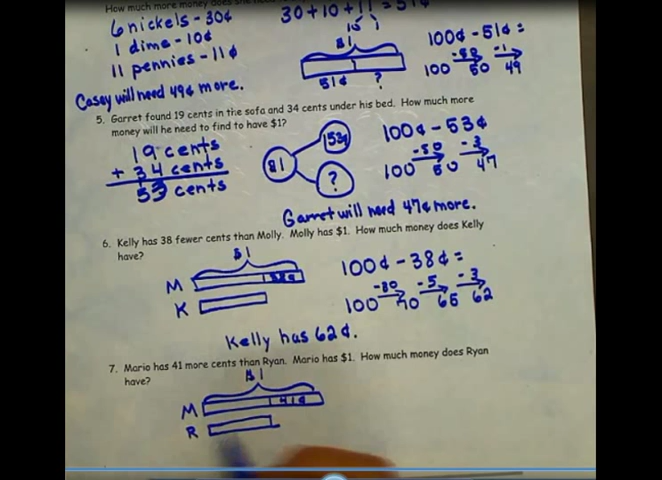 How much more money does she need to
6 nickels - 30¢
30 + 10 + 11 = 51¢
1 dime - 10¢
10 1
11 pennies - 11¢
$1
51¢ ?
100¢ - 51¢ =
-50 -1
100 50 49
Casey will need 49¢ more.
5. Garret found 19 cents in the sofa and 34 cents under his bed. How much more
money will he need to find to have $1?
19 cents
+ 34 cents
53 cents
$1
53¢
?
100¢ - 53¢
-50 -3
100 50 47
Garret will need 47¢ more.
6. Kelly has 38 fewer cents than Molly. Molly has $1. How much money does Kelly
have?
$1
M 38¢
K
100¢ - 38¢ =
-30 -5 -3
100 70 65 62
Kelly has 62¢.
7. Mario has 41 more cents than Ryan. Mario has $1. How much money does Ryan
have?
$1
M 41¢
R